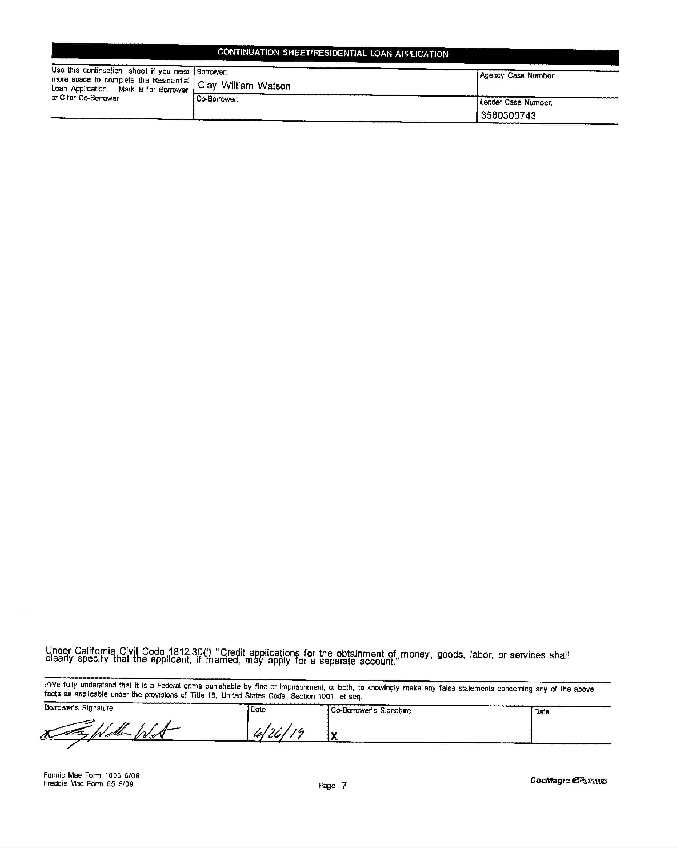 CONTINUATION SHEET/RESIDENTIAL LOAN APPLICATION
Use this continuation sheet if you need
more space to complete the Residential
Loan Application. Mark B for Borrower
or C for Co-Borrower.
Borrower:
Clay William Watson
Agency Case Number:
Co-Borrower:
Lender Case Number:
3580309743
Under California Civil Code 1812.30(j) "Credit applications for the obtainment of money, goods, labor, or services shall
clearly specify that the applicant, if married, may apply for a separate account."
I/We fully understand that it is a Federal crime punishable by fine or imprisonment, or both, to knowingly make any false statements concerning any of the above
facts as applicable under the provisions of Title 18, United States Code, Section 1001, et seq.
Borrower's Signature
Date
Co-Borrower's Signature
Date
6/26/19
X
Fannie Mae Form 1003 6/09
Freddie Mae Form 65 6/09
Page 7
DocMagic